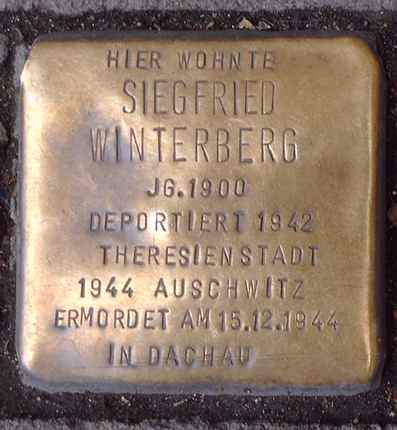 HIER WOHNTE
SIEGFRIED
WINTERBERG
JG. 1900
DEPORTIERT 1942
THERESIENSTADT
1944 AUSCHWITZ
ERMORDET AM 15.12.1944
IN DACHAU